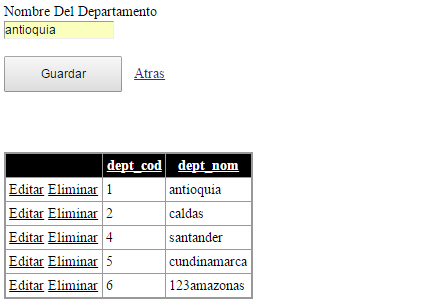 Nombre Del Departamento
antioquia
Guardar Atras
dept_cod dept_nom
Editar Eliminar 1 antioquia
Editar Eliminar 2 caldas
Editar Eliminar 4 santander
Editar Eliminar 5 cundinamarca
Editar Eliminar 6 123amazonas